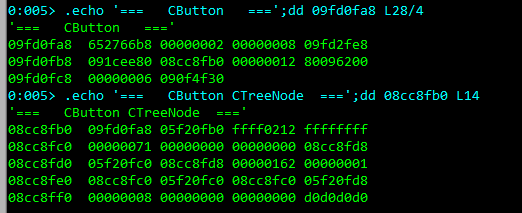 0:005> .echo '===   CButton   ===';dd 09fd0fa8 L28/4
'===   CButton   ==='
09fd0fa8  652766b8 00000002 00000008 09fd2fe8
09fd0fb8  091cee80 08cc8fb0 00000012 80096200
09fd0fc8  00000006 090f4f30
0:005> .echo '===   CButton CTreeNode  ===';dd 08cc8fb0 L14
'===   CButton CTreeNode  ==='
08cc8fb0  09fd0fa8 05f20fb0 ffff0212 ffffffff
08cc8fc0  00000071 00000000 00000000 08cc8fd8
08cc8fd0  05f20fc0 08cc8fd8 00000162 00000001
08cc8fe0  08cc8fc0 05f20fc0 08cc8fc0 05f20fd8
08cc8ff0  00000008 00000000 00000000 d0d0d0d0